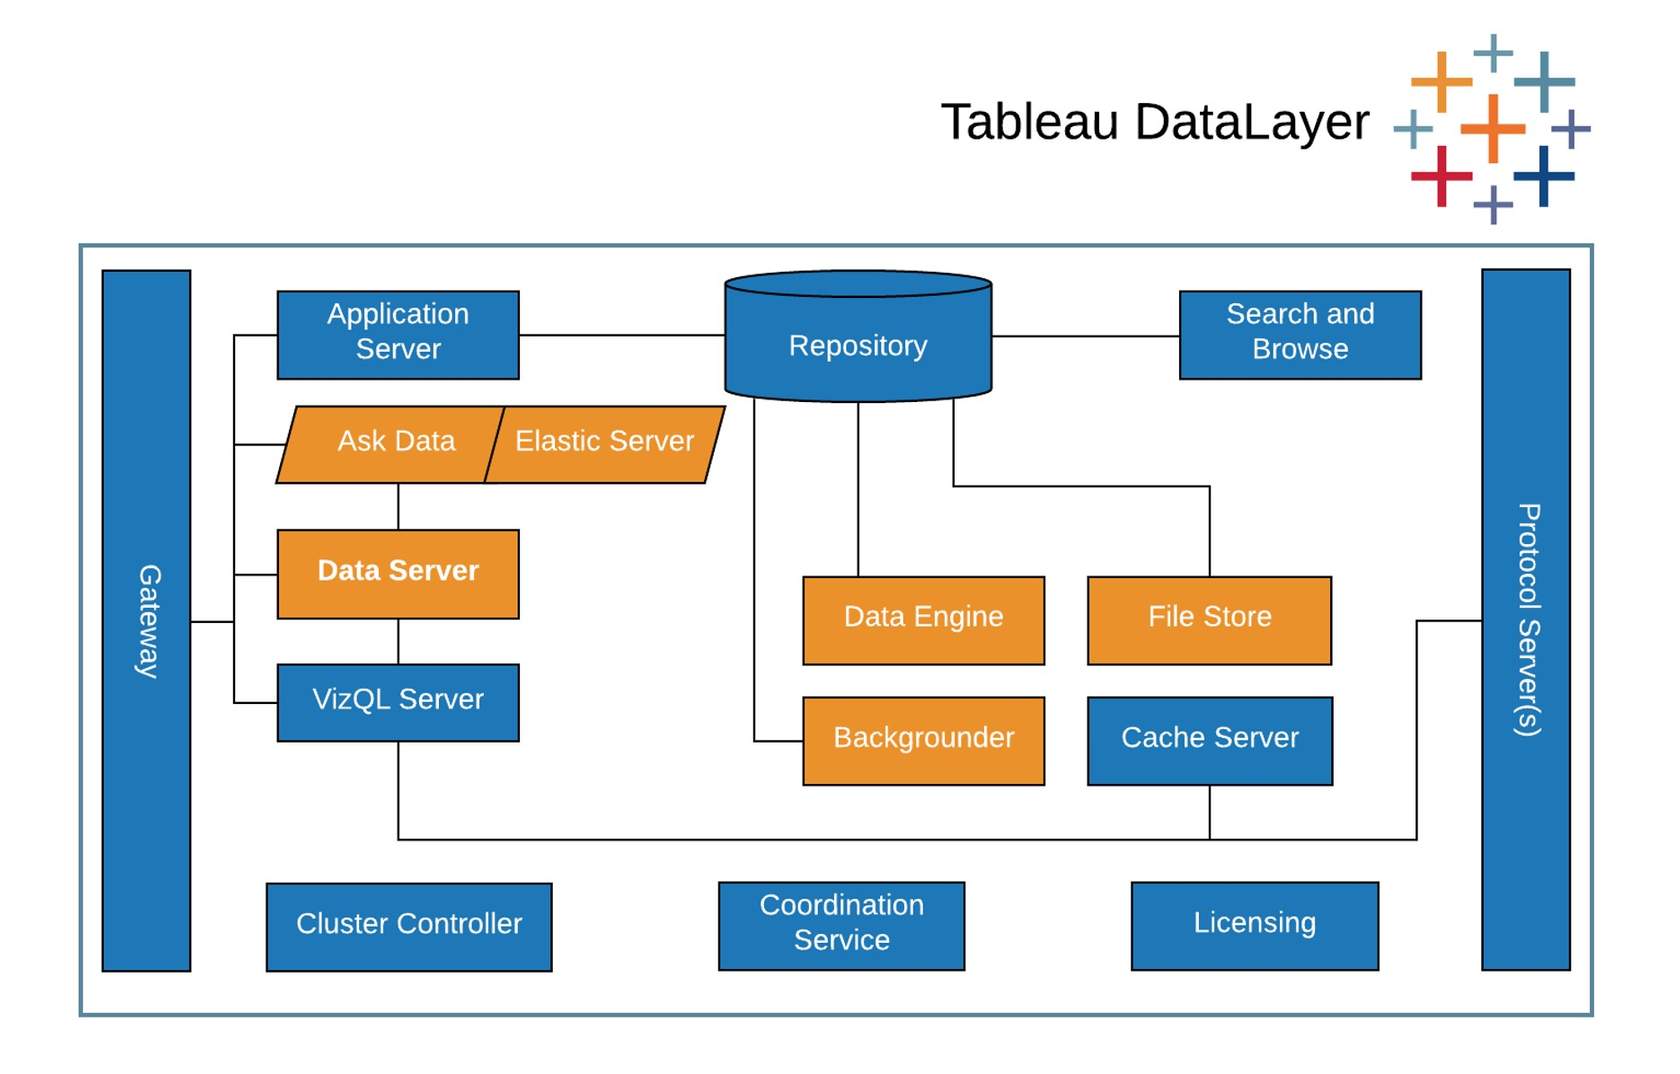 Tableau DataLayer
Application
Server
Repository
Search and
Browse
Ask Data
Elastic Server
Data Server
Gateway
Data Engine
File Store
Protocol Server(s)
VizQL Server
Backgrounder
Cache Server
Cluster Controller
Coordination
Service
Licensing